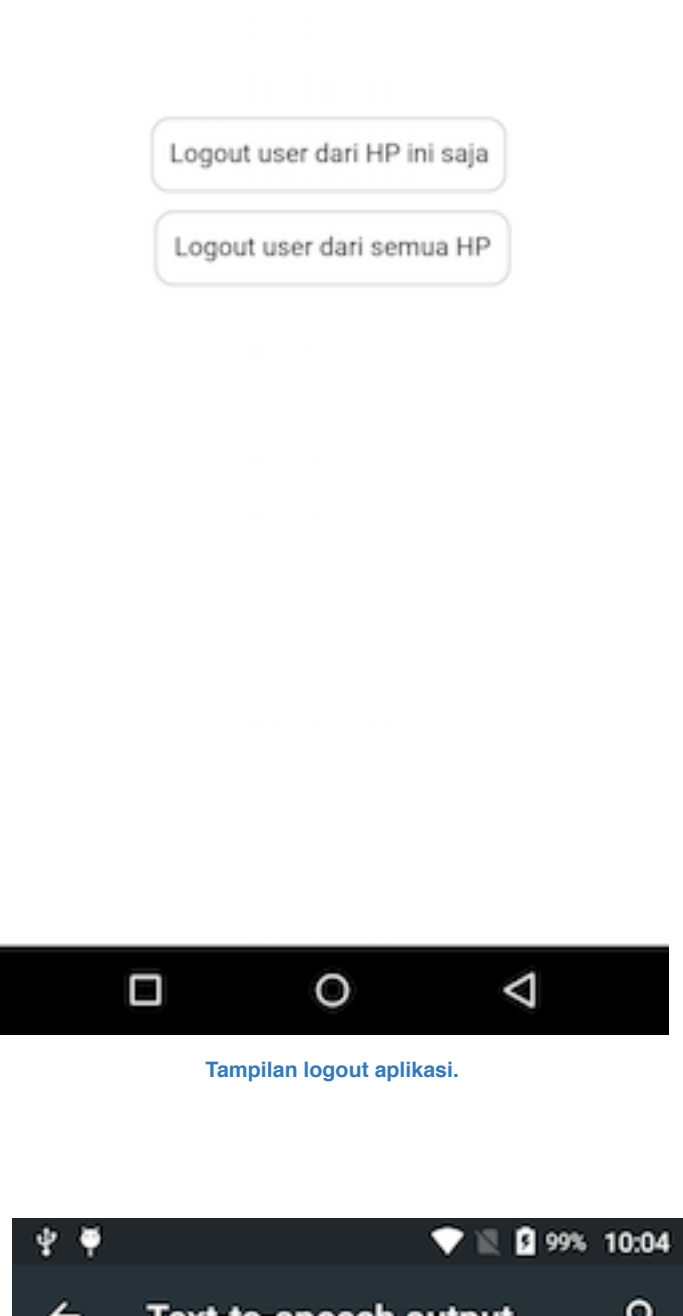 Logout user dari HP ini saja
Logout user dari semua HP
Tampilan logout aplikasi.
99% 10:04
Text-to-speech output